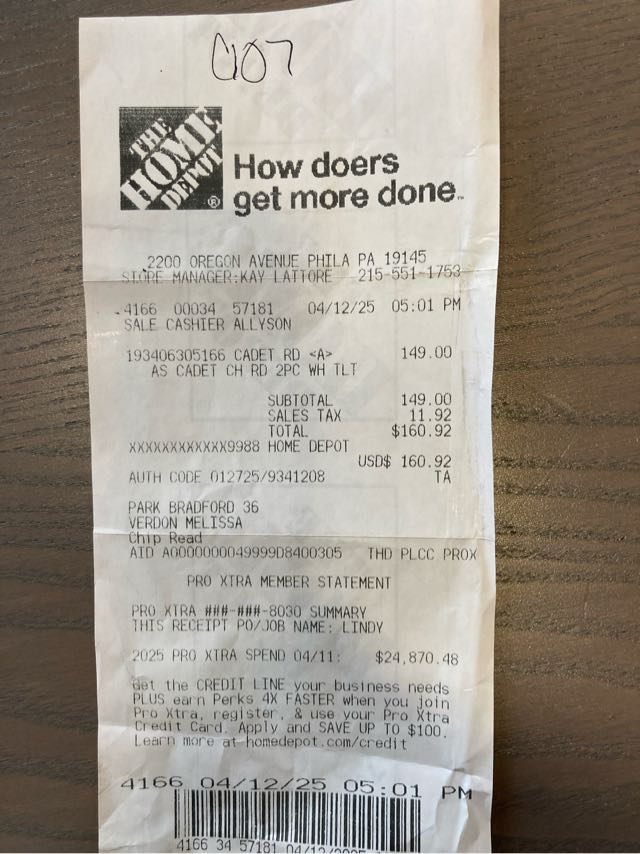 THE
HOME
DEPOT
®
How doers
get more done™
2200 OREGON AVENUE PHILA PA 19145
STORE MANAGER:KAY LATTORE 215-551-1753
4166 00034 57181 04/12/25 05:01 PM
SALE CASHIER ALLYSON
193406305166 CADET RD <A> 149.00
AS CADET CH RD 2PC WH TLT
SUBTOTAL 149.00
SALES TAX 11.92
TOTAL $160.92
XXXXXXXXXXXX9988 HOME DEPOT
USD$ 160.92
AUTH CODE 012725/9341208 TA
PARK BRADFORD 36
VERDON MELISSA
Chip Read
AID A0000000049999D8400305 THD PLCC PROX
PRO XTRA MEMBER STATEMENT
PRO XTRA ###-###-8030 SUMMARY
THIS RECEIPT PO/JOB NAME: LINDY
2025 PRO XTRA SPEND 04/11: $24,870.48
Get the CREDIT LINE your business needs
PLUS earn Perks 4X FASTER when you join
Pro Xtra, register, & use your Pro Xtra
Credit Card. Apply and SAVE UP TO $100.
Learn more at homedepot.com/credit
4166 04/12/25 05:01 PM
4166 34 57181 04/12/2025